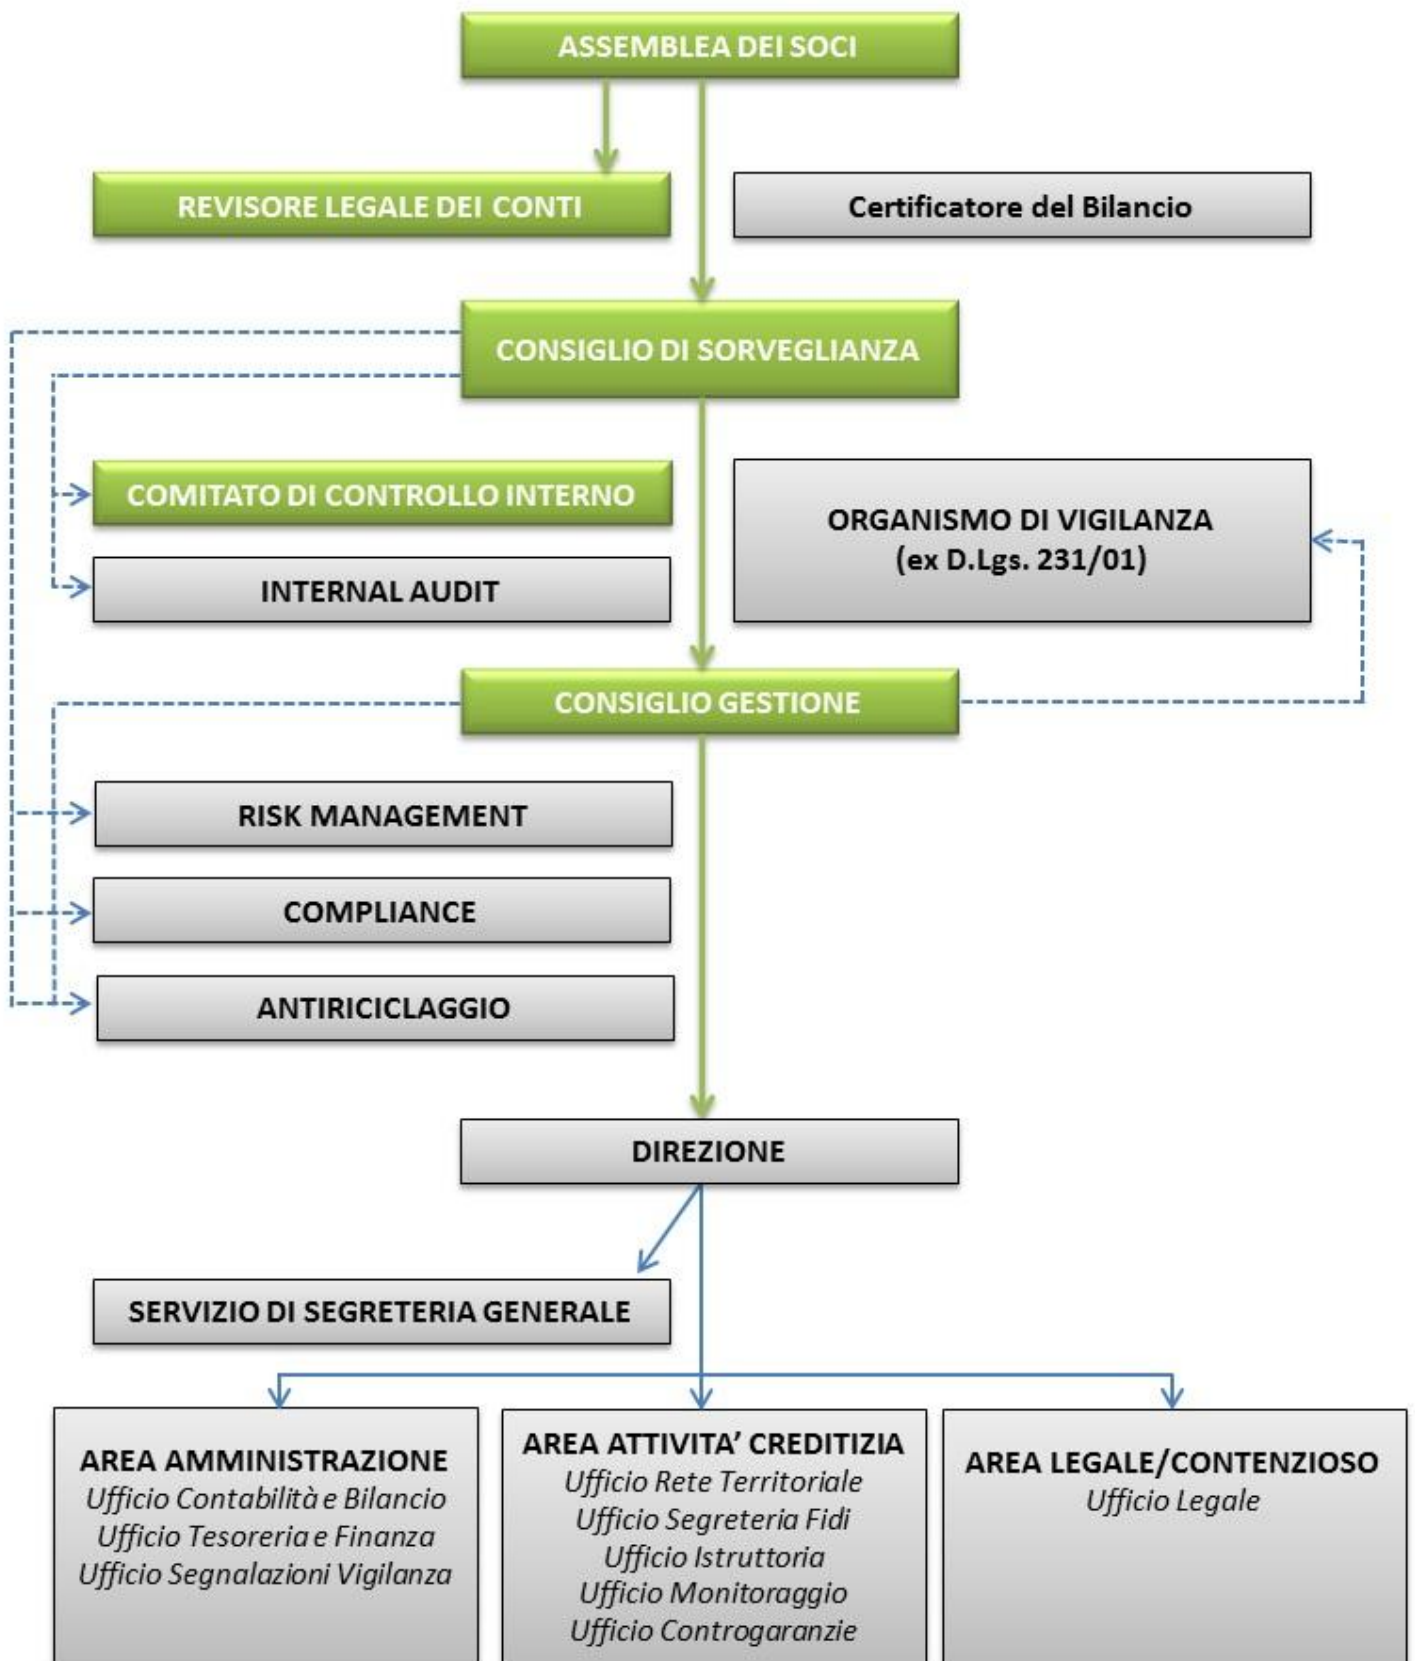 ASSEMBLEA DEI SOCI
REVISORE LEGALE DEI CONTI
Certificatore del Bilancio
CONSIGLIO DI SORVEGLIANZA
COMITATO DI CONTROLLO INTERNO
ORGANISMO DI VIGILANZA
(ex D.Lgs. 231/01)
INTERNAL AUDIT
CONSIGLIO GESTIONE
RISK MANAGEMENT
COMPLIANCE
ANTIRICICLAGGIO
DIREZIONE
SERVIZIO DI SEGRETERIA GENERALE
AREA AMMINISTRAZIONE
Ufficio Contabilità e Bilancio
Ufficio Tesoreria e Finanza
Ufficio Segnalazioni Vigilanza
AREA ATTIVITA’ CREDITIZIA
Ufficio Rete Territoriale
Ufficio Segreteria Fidi
Ufficio Istruttoria
Ufficio Monitoraggio
Ufficio Controgaranzie
AREA LEGALE/CONTENZIOSO
Ufficio Legale